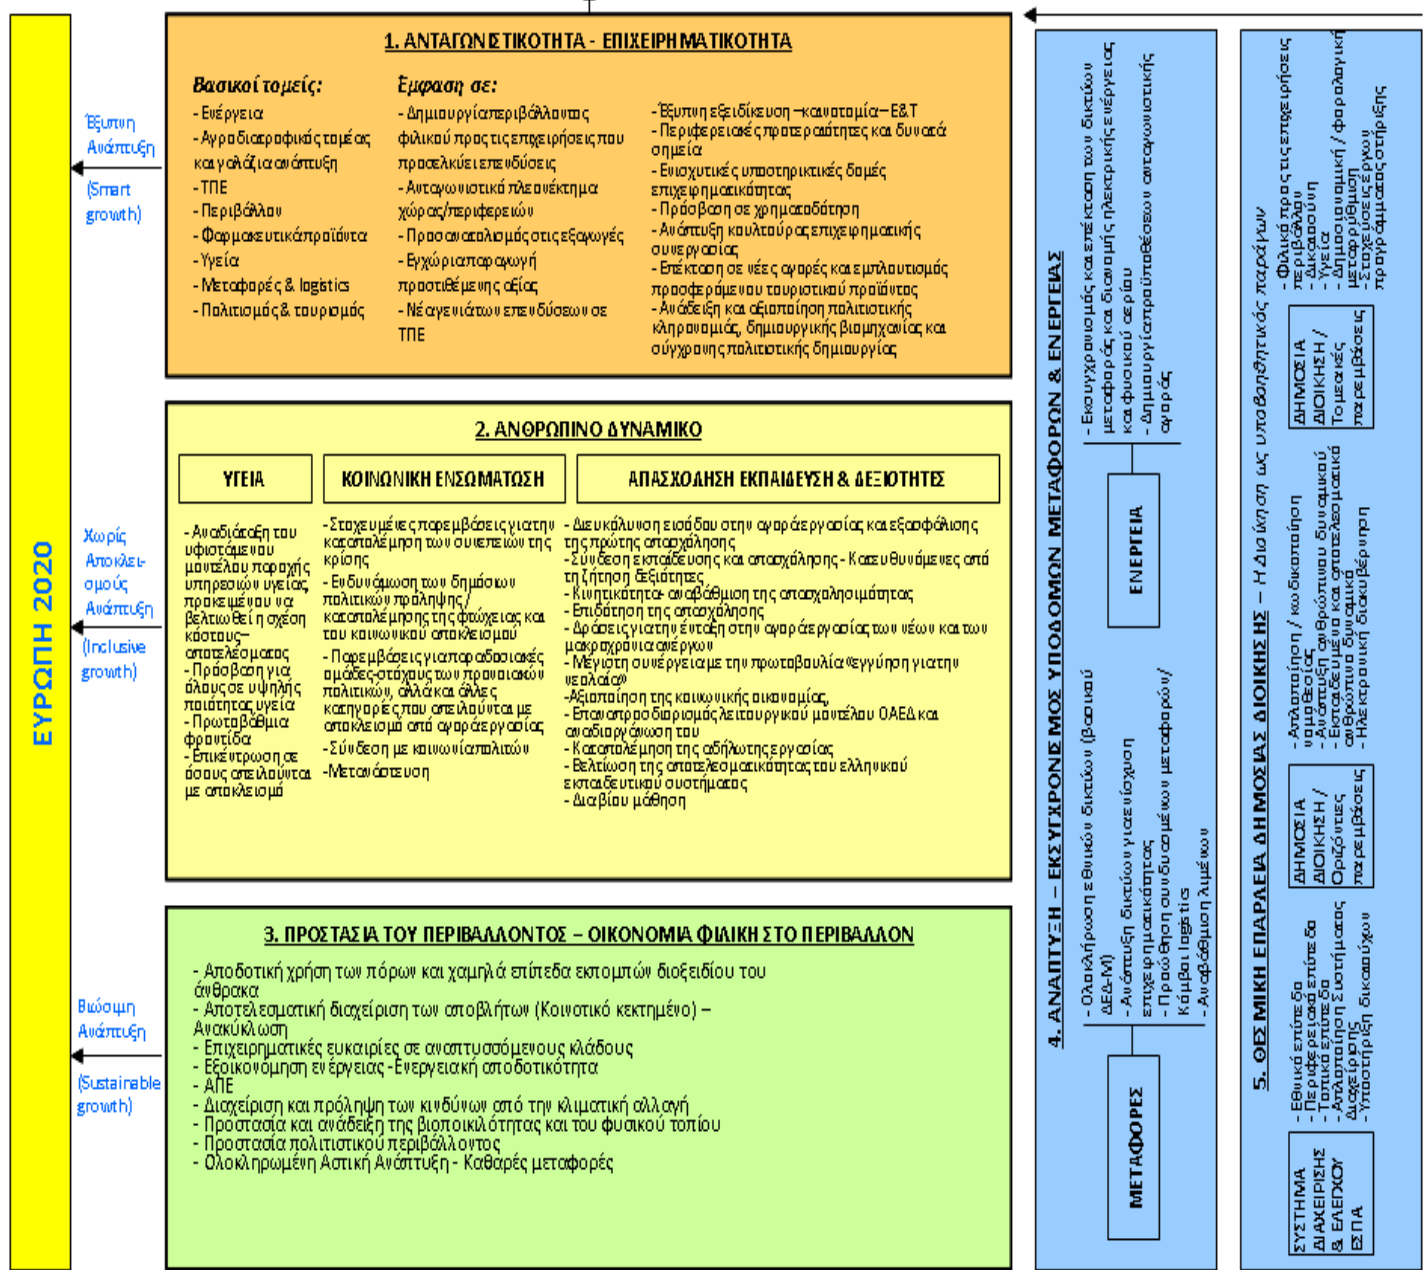 ΕΥΡΩΠΗ 2020
Έξυπνη
Ανάπτυξη
(Smart
growth)
Χωρίς
Αποκλει-
σμούς
Ανάπτυξη
(Inclusive
growth)
Βιώσιμη
Ανάπτυξη
(Sustainable
growth)
1. ΑΝΤΑΓΩΝΙΣΤΙΚΟΤΗΤΑ - ΕΠΙΧΕΙΡΗΜΑΤΙΚΟΤΗΤΑ
Βασικοί τομείς:
- Ενέργεια
- Αγροδιατροφικός τομέας
και γαλάζια ανάπτυξη
- ΤΠΕ
- Περιβάλλον
- Φαρμακευτικά προϊόντα
- Υγεία
- Μεταφορές & logistics
- Πολιτισμός & τουρισμός
Έμφαση σε:
- Δημιουργία περιβάλλοντος
φιλικού προς τις επιχειρήσεις που
προσελκύει επενδύσεις
- Ανταγωνιστικό πλεονέκτημα
χώρας/περιφερειών
- Προσανατολισμός στις εξαγωγές
- Εγχώρια παραγωγή
προστιθέμενης αξίας
- Νέα γενιά των επενδύσεων σε
ΤΠΕ
- Έξυπνη εξειδίκευση – καινοτομία – Ε&Τ
- Περιφερειακές προτεραιότητες και δυνατά
σημεία
- Ενισχυτικές υποστηρικτικές δομές
επιχειρηματικότητας
- Πρόσβαση σε χρηματοδότηση
- Ανάπτυξη κουλτούρας επιχειρηματικής
συνεργασίας
- Επέκταση σε νέες αγορές και εμπλουτισμός
προσφερόμενου τουριστικού προϊόντος
- Ανάδειξη και αξιοποίηση πολιτιστικής
κληρονομιάς, δημιουργικής βιομηχανίας και
σύγχρονης πολιτιστικής δημιουργίας
2. ΑΝΘΡΩΠΙΝΟ ΔΥΝΑΜΙΚΟ
ΥΓΕΙΑ
- Αναδιάταξη του
υφιστάμενου
μοντέλου παροχής
υπηρεσιών υγείας,
προκειμένου να
βελτιωθεί η σχέση
κόστους–
αποτελέσματος
- Πρόσβαση για
όλους σε υψηλής
ποιότητας υγεία
- Πρωτοβάθμια
φροντίδα
- Επικέντρωση σε
όσους απειλούνται
με αποκλεισμό
ΚΟΙΝΩΝΙΚΗ ΕΝΣΩΜΑΤΩΣΗ
- Στοχευμένες παρεμβάσεις για την
καταπολέμηση των συνεπειών της
κρίσης
- Ενδυνάμωση των δημόσιων
πολιτικών πρόληψης /
καταπολέμησης της φτώχειας και
του κοινωνικού αποκλεισμού
- Παρεμβάσεις για παραδοσιακές
ομάδες-στόχους των προνοιακών
πολιτικών, αλλά και άλλες
κατηγορίες που απειλούνται με
αποκλεισμό από αγορά εργασίας
- Σύνδεση με κοινωνία πολιτών
- Μετανάστευση
ΑΠΑΣΧΟΛΗΣΗ ΕΚΠΑΙΔΕΥΣΗ & ΔΕΞΙΟΤΗΤΕΣ
- Διευκόλυνση εισόδου στην αγορά εργασίας και εξασφάλισης
της πρώτης απασχόλησης
- Σύνδεση εκπαίδευσης και απασχόλησης - Κατευθυνόμενες από
τη ζήτηση δεξιότητες
- Κινητικότητα- αναβάθμιση της απασχολησιμότητας
- Επιδότηση της απασχόλησης
- Δράσεις για την ένταξη στην αγορά εργασίας των νέων και των
μακροχρόνια ανέργων
- Μέγιστη συνέργεια με την πρωτοβουλία «εγγύηση για την
νεολαία»
-Αξιοποίηση της κοινωνικής οικονομίας,
- Επαναπροσδιορισμός λειτουργικού μοντέλου ΟΑΕΔ και
αναδιοργάνωση του
- Καταπολέμηση της αδήλωτης εργασίας
- Βελτίωση της αποτελεσματικότητας του ελληνικού
εκπαιδευτικού συστήματος
- Δια βίου μάθηση
3. ΠΡΟΣΤΑΣΙΑ ΤΟΥ ΠΕΡΙΒΑΛΛΟΝΤΟΣ – ΟΙΚΟΝΟΜΙΑ ΦΙΛΙΚΗ ΣΤΟ ΠΕΡΙΒΑΛΛΟΝ
- Αποδοτική χρήση των πόρων και χαμηλά επίπεδα εκπομπών διοξειδίου του
άνθρακα
- Αποτελεσματική διαχείριση των αποβλήτων (Κοινοτικό κεκτημένο) –
Ανακύκλωση
- Επιχειρηματικές ευκαιρίες σε αναπτυσσόμενους κλάδους
- Εξοικονόμηση ενέργειας -Ενεργειακή αποδοτικότητα
- ΑΠΕ
- Διαχείριση και πρόληψη των κινδύνων από την κλιματική αλλαγή
- Προστασία και ανάδειξη της βιοποικιλότητας και του φυσικού τοπίου
- Προστασία πολιτιστικού περιβάλλοντος
- Ολοκληρωμένη Αστική Ανάπτυξη - Καθαρές μεταφορές
4. ΑΝΑΠΤΥΞΗ – ΕΚΣΥΓΧΡΟΝΙΣΜΟΣ ΥΠΟΔΟΜΩΝ ΜΕΤΑΦΟΡΩΝ & ΕΝΕΡΓΕΙΑΣ
ΜΕΤΑΦΟΡΕΣ
- Ολοκλήρωση εθνικών δικτύων (βασικού
ΔΕΔ-Μ)
- Ανάπτυξη δικτύων για ενίσχυση
επιχειρηματικότητας
- Προώθηση συνδυασμένων μεταφορών/
Κόμβοι logistics
- Αναβάθμιση λιμένων
ΕΝΕΡΓΕΙΑ
- Εκσυγχρονισμός και επέκταση των δικτύων
μεταφοράς και διανομής ηλεκτρικής ενέργειας
και φυσικού αερίου
- Δημιουργία προϋποθέσεων ανταγωνιστικής
αγοράς
5. ΘΕΣΜΙΚΗ ΕΠΑΡΚΕΙΑ ΔΗΜΟΣΙΑΣ ΔΙΟΙΚΗΣΗΣ – Η Διοίκηση ως υποβοηθητικός παράγων
ΣΥΣΤΗΜΑ
ΔΙΑΧΕΙΡΙΣΗΣ
& ΕΛΕΓΧΟΥ
ΕΣΠΑ
- Εθνικό επίπεδο
- Περιφερειακό επίπεδο
- Τοπικό επίπεδο
- Απλοποίηση Συστήματος
Διαχείρισης
- Υποστήριξη δικαιούχων
ΔΗΜΟΣΙΑ
ΔΙΟΙΚΗΣΗ /
Οριζόντιες
παρεμβάσεις
- Απλοποίηση / κωδικοποίηση
νομοθεσίας
- Ανάπτυξη ανθρώπινου δυναμικού
- Εκπαιδευμένο και αποτελεσματικό
ανθρώπινο δυναμικό
- Ηλεκτρονική διακυβέρνηση
ΔΗΜΟΣΙΑ
ΔΙΟΙΚΗΣΗ /
Τομεακές
παρεμβάσεις
- Φιλικό προς τις επιχειρήσεις
περιβάλλον
- Δικαιοσύνη
- Υγεία
- Δημοσιονομική / φορολογική
μεταρρύθμιση
- Στοχεύσεις έργων
προγράμματος στήριξης